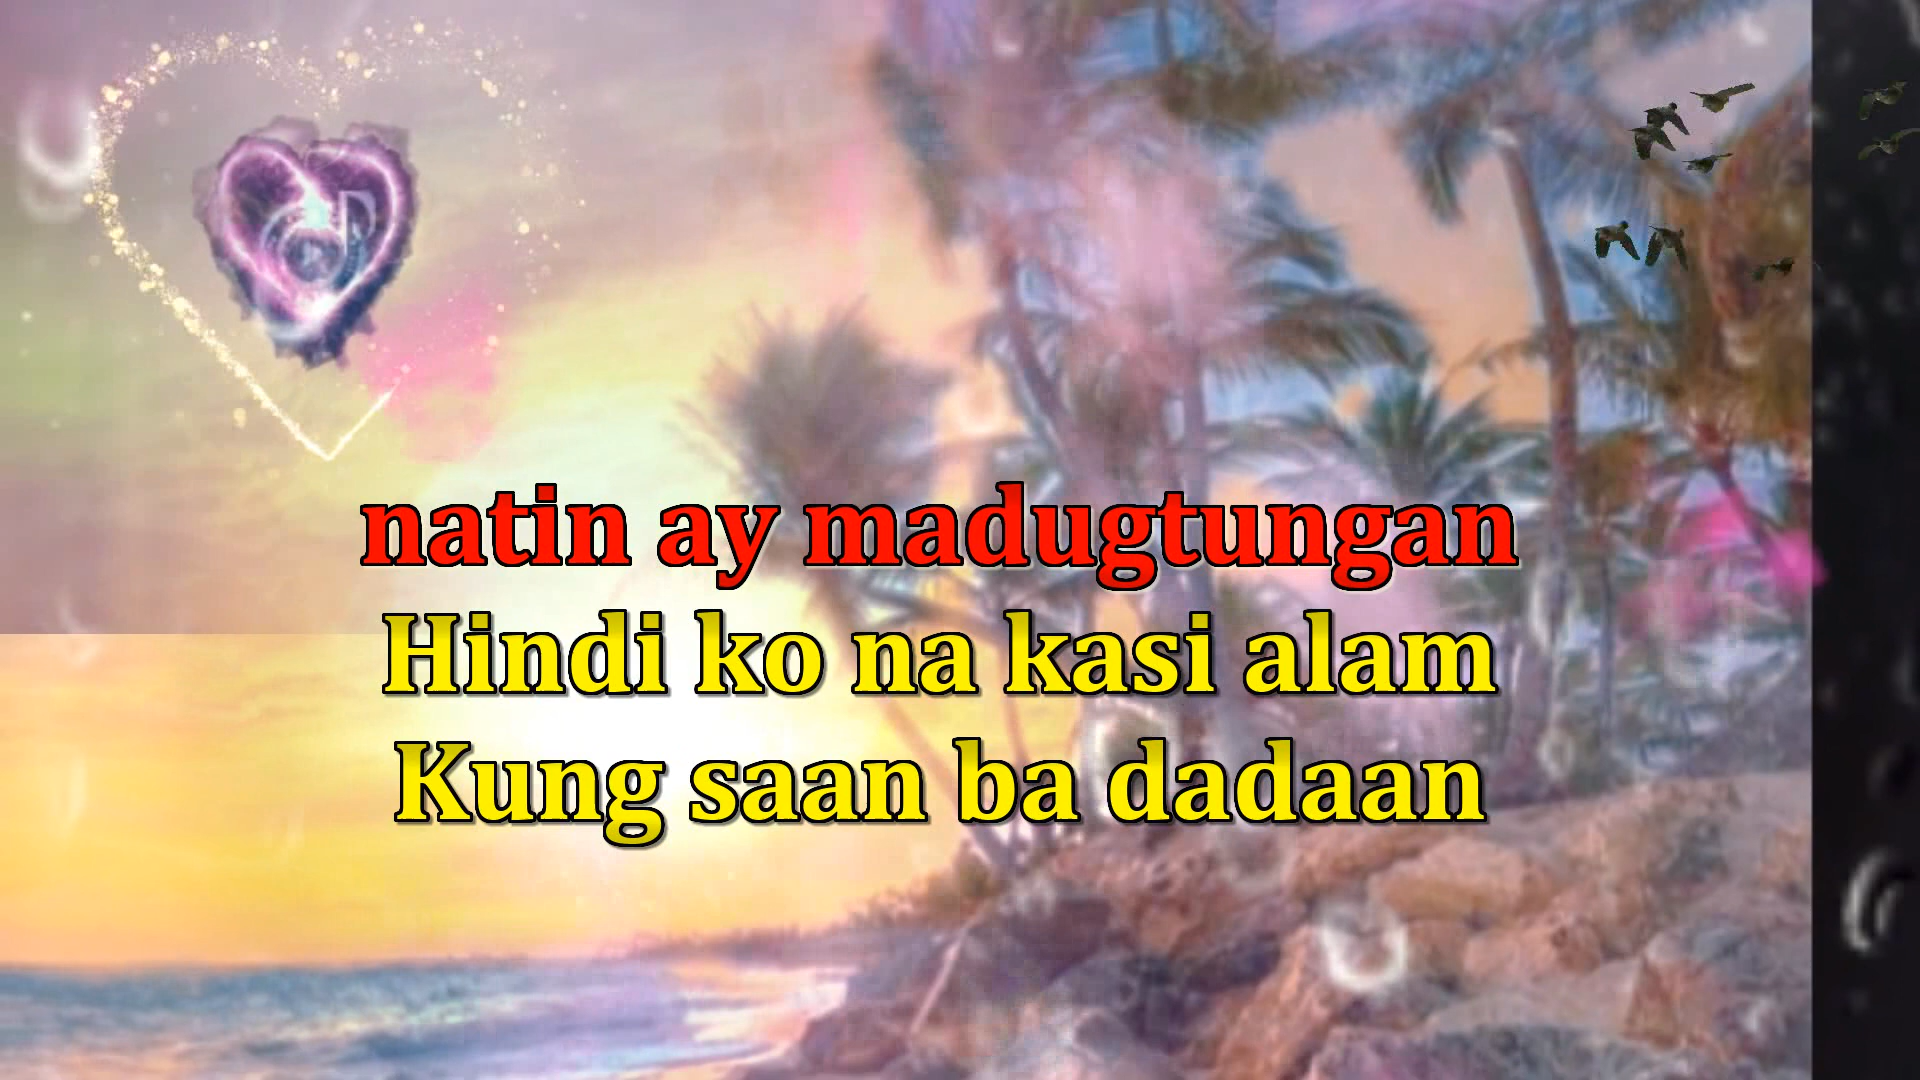 natin ay madugtungan
Hindi ko na kasi alam
Kung saan ba dadaan